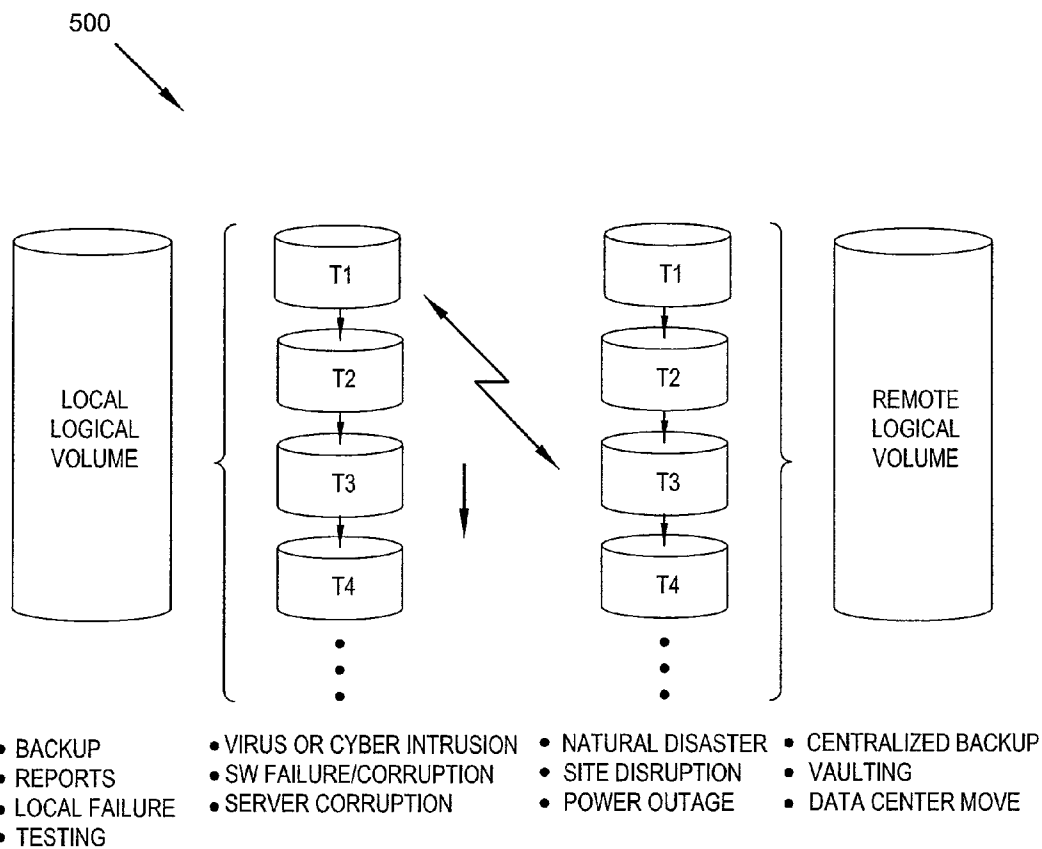 500
LOCAL
LOGICAL
VOLUME
T1
T2
T3
T4
T1
T2
T3
T4
REMOTE
LOGICAL
VOLUME
• BACKUP
• REPORTS
• LOCAL FAILURE
• TESTING
• VIRUS OR CYBER INTRUSION
• SW FAILURE/CORRUPTION
• SERVER CORRUPTION
• NATURAL DISASTER
• SITE DISRUPTION
• POWER OUTAGE
• CENTRALIZED BACKUP
• VAULTING
• DATA CENTER MOVE